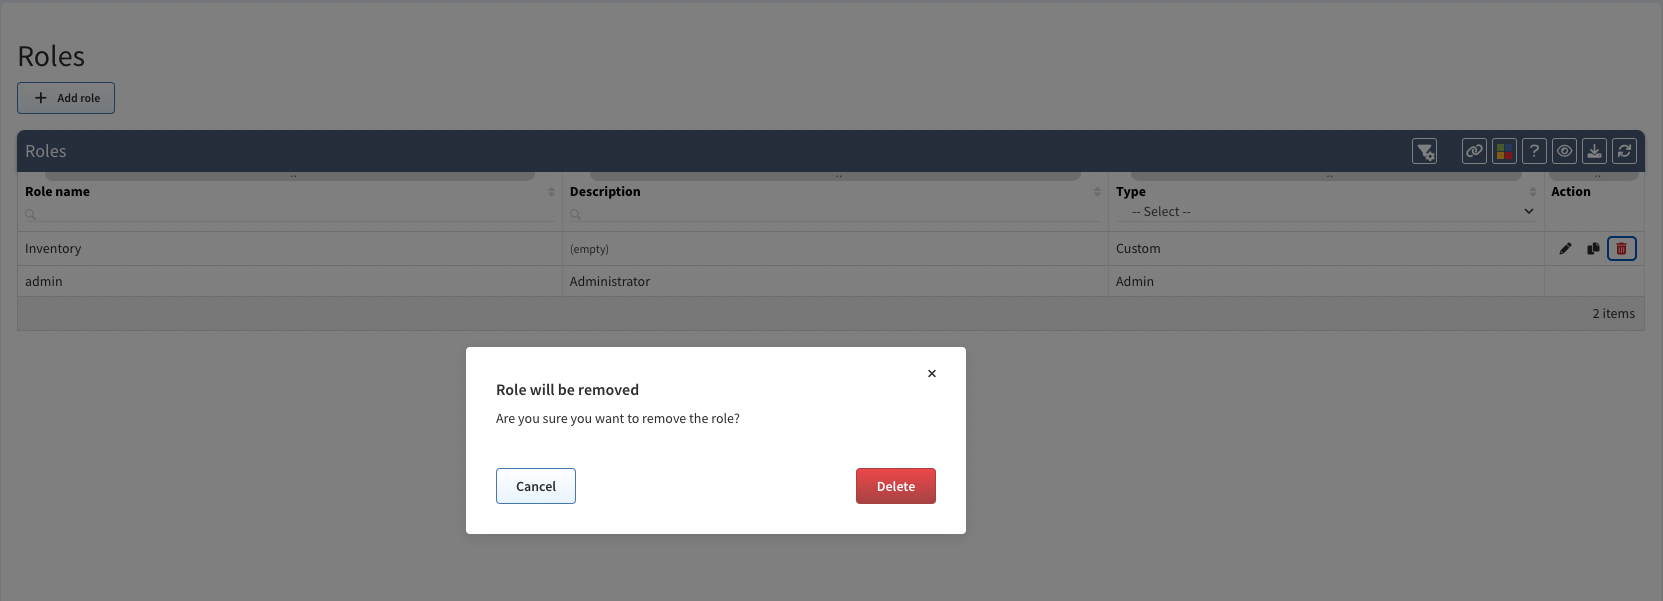 Roles
Add role
Roles
?
Role name Description Type Action
-- Select --
Inventory (empty) Custom
admin Administrator Admin
2 items
×
Role will be removed
Are you sure you want to remove the role?
Cancel Delete